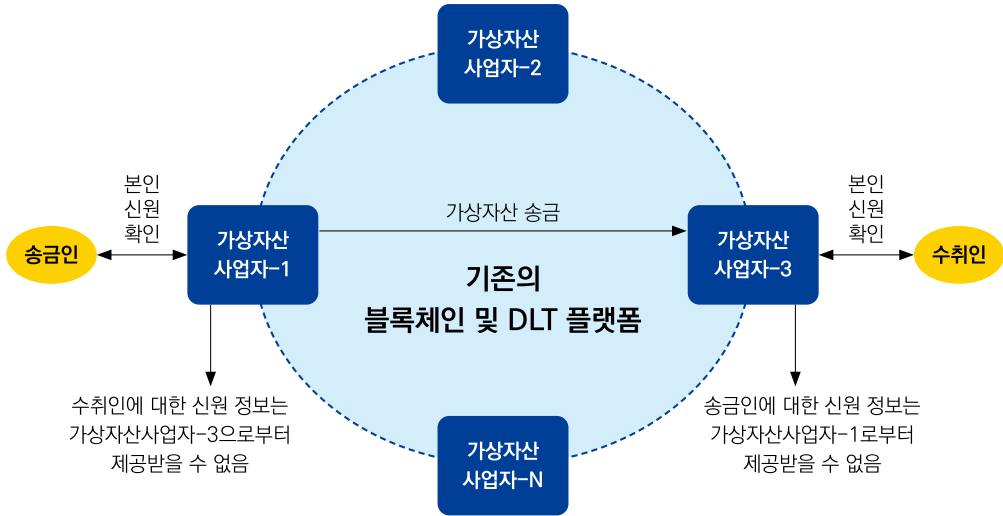 가상자산
사업자-2
본인
신원
확인
본인
신원
확인
가상자산 송금
송금인
가상자산
사업자-1
가상자산
사업자-3
수취인
기존의
블록체인 및 DLT 플랫폼
수취인에 대한 신원 정보는
가상자산사업자-3으로부터
제공받을 수 없음
송금인에 대한 신원 정보는
가상자산사업자-1로부터
제공받을 수 없음
가상자산
사업자-N